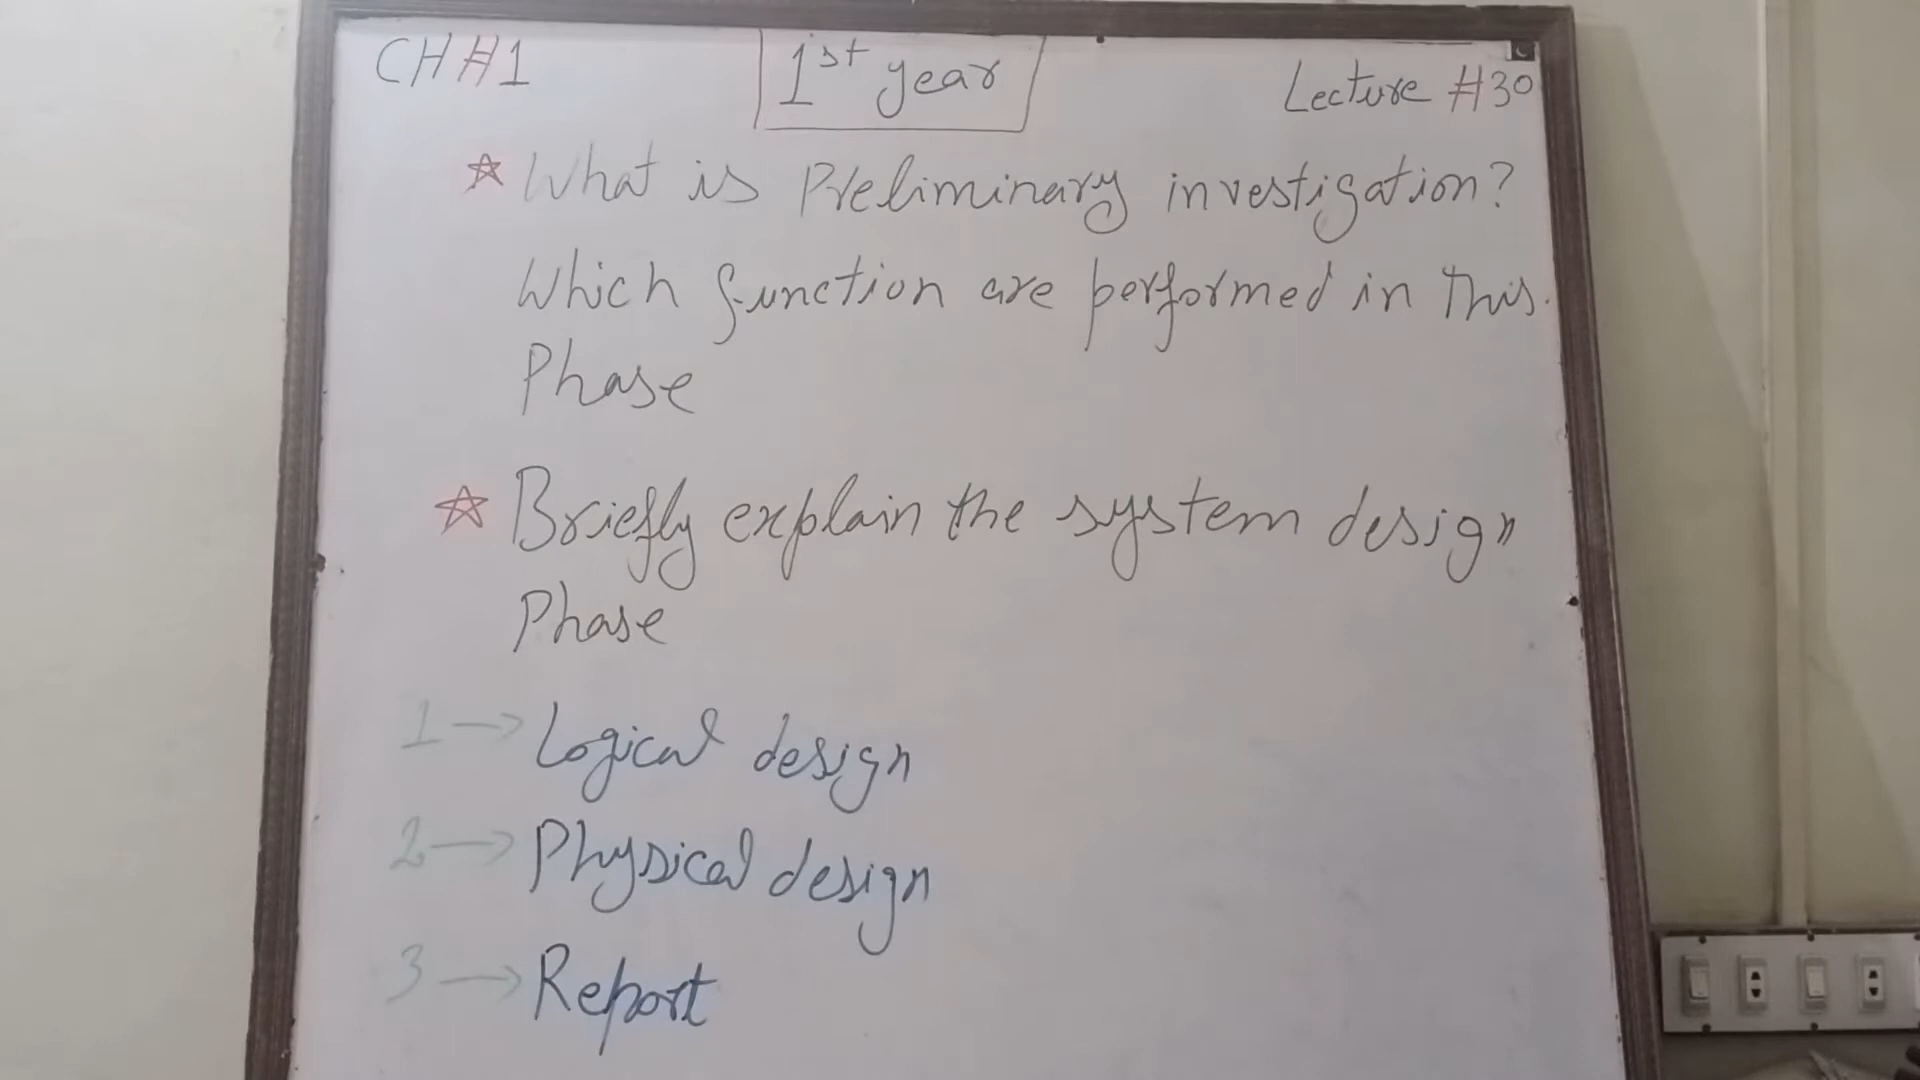 CH#1
1st year
Lecture #30
What is Preliminary investigation?
Which function are performed in This.
Phase
Briefly explain the system design
Phase
1 → Logical design
2 → Physical design
3 → Report